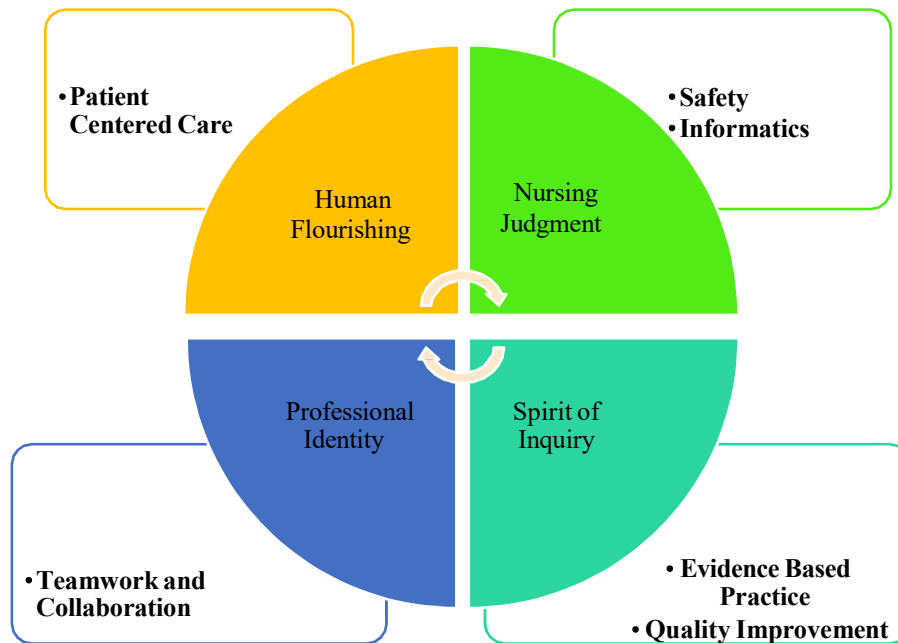 • Patient
Centered Care
• Safety
• Informatics
Human
Flourishing
Nursing
Judgment
Professional
Identity
Spirit of
Inquiry
• Teamwork and
Collaboration
• Evidence Based
Practice
• Quality Improvement